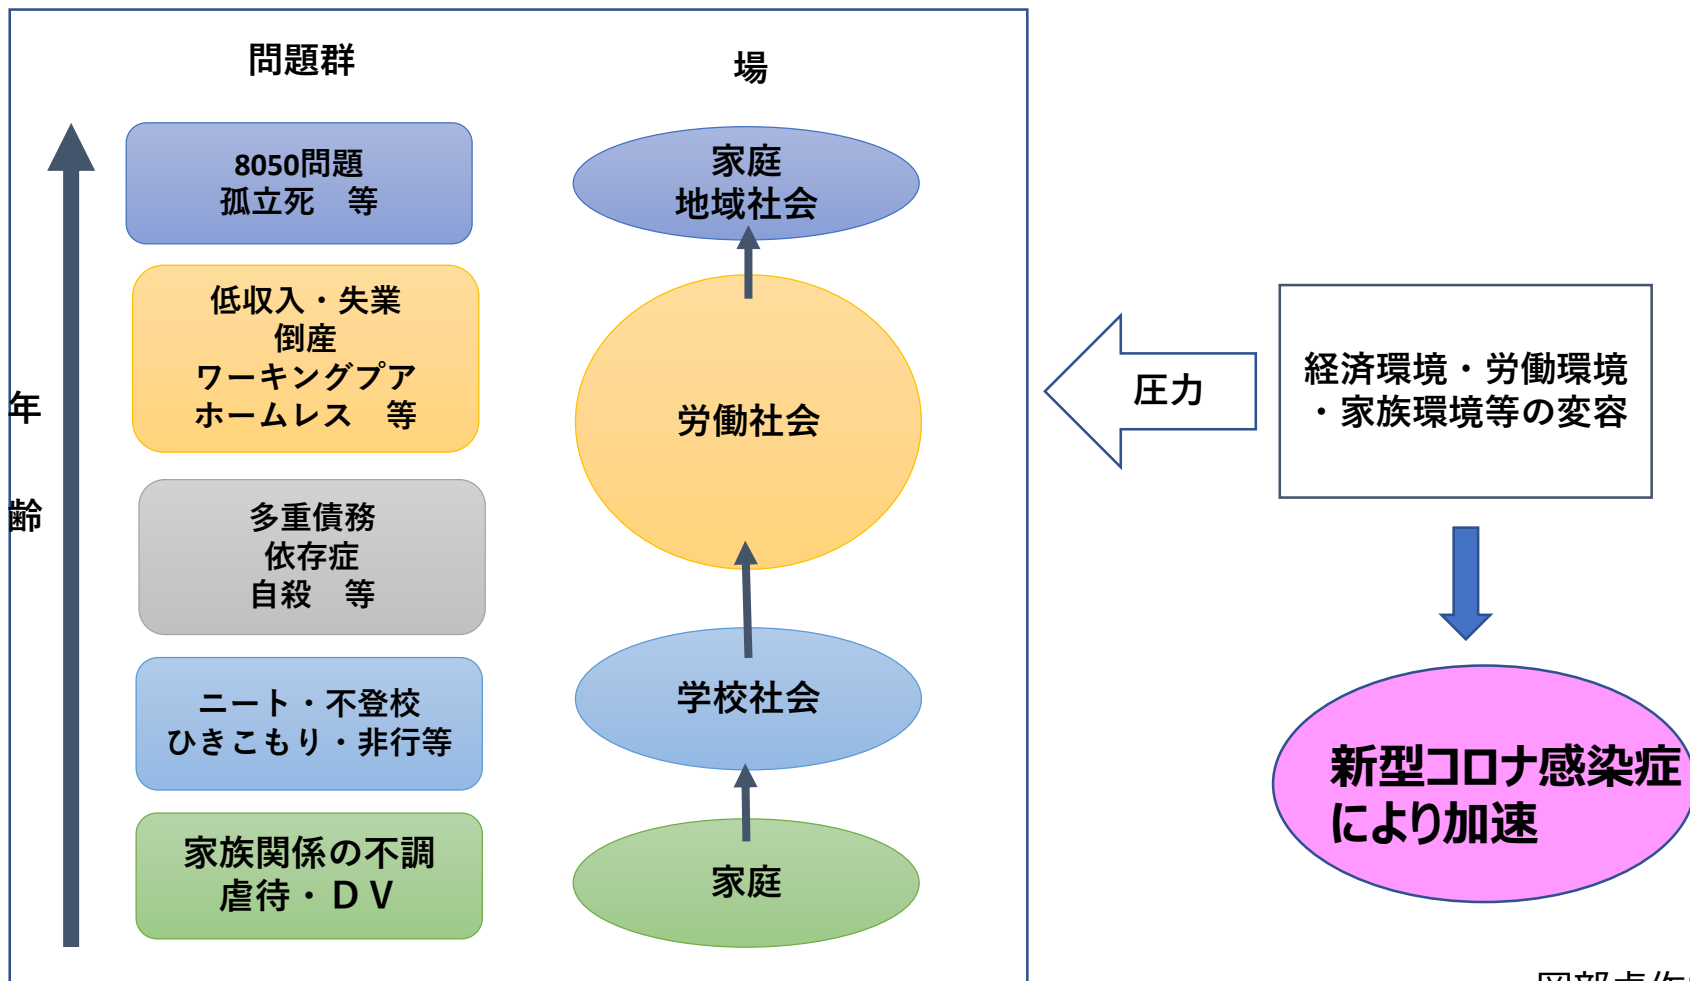 問題群
場
年
齢
8050問題
孤立死　等
家庭
地域社会
低収入・失業
倒産
ワーキングプア
ホームレス　等
労働社会
多重債務
依存症
自殺　等
ニート・不登校
ひきこもり・非行等
学校社会
家族関係の不調
虐待・ＤＶ
家庭
圧力
経済環境・労働環境
・家族環境等の変容
新型コロナ感染症
により加速